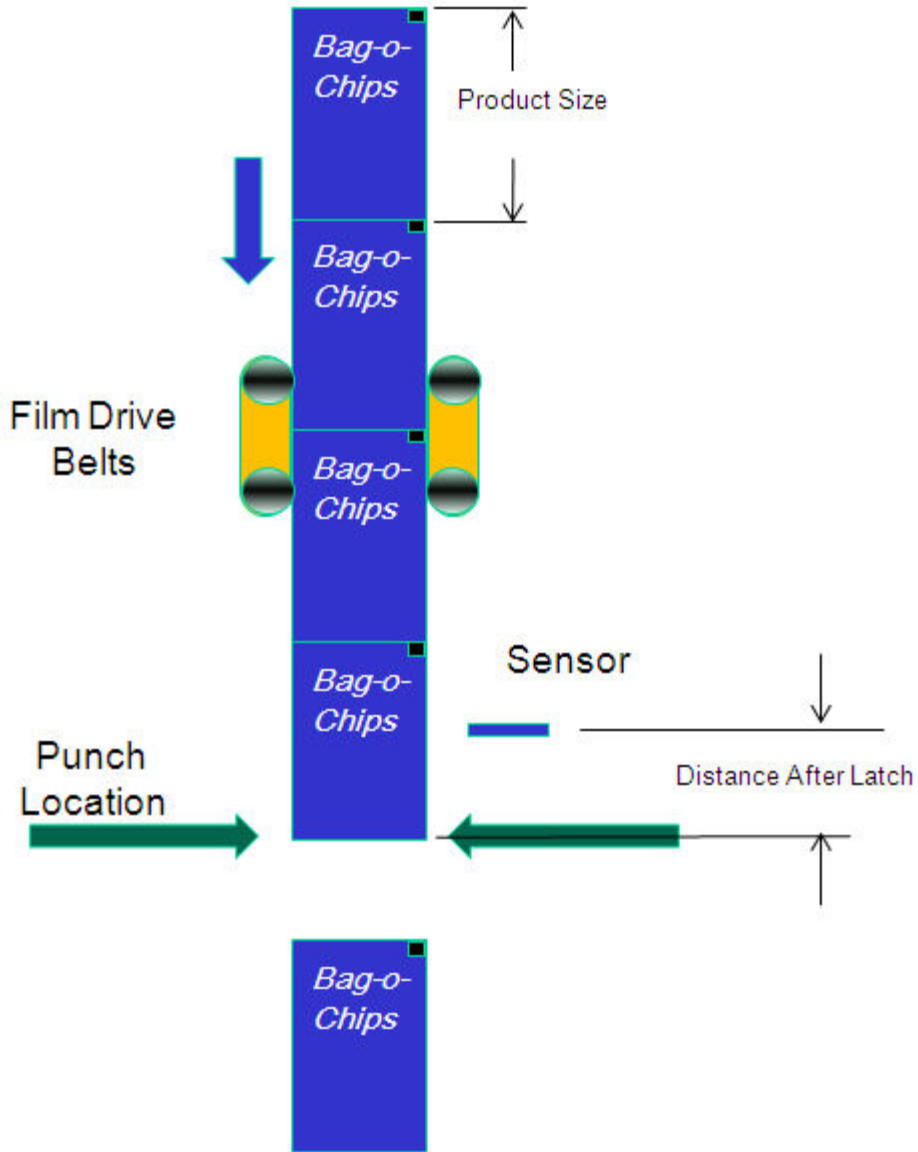 Bag-o-
Chips
Product Size
Bag-o-
Chips
Film Drive
Belts
Bag-o-
Chips
Bag-o-
Chips
Sensor
Punch
Location
Distance After Latch
Bag-o-
Chips